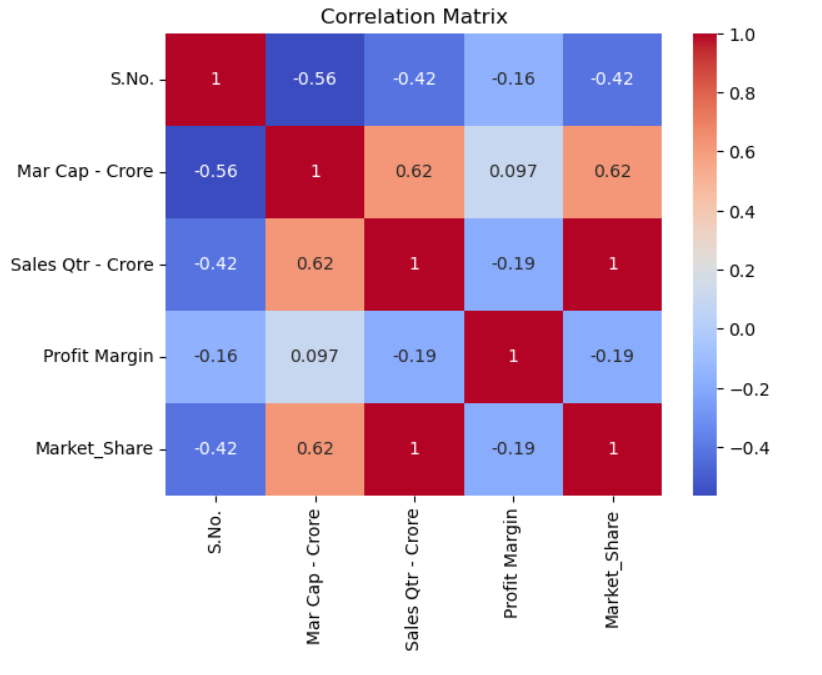 Correlation Matrix
S.No. 1 -0.56 -0.42 -0.16 -0.42
Mar Cap - Crore -0.56 1 0.62 0.097 0.62
Sales Qtr - Crore -0.42 0.62 1 -0.19 1
Profit Margin -0.16 0.097 -0.19 1 -0.19
Market_Share -0.42 0.62 1 -0.19 1
S.No.
Mar Cap - Crore
Sales Qtr - Crore
Profit Margin
Market_Share
1.0
0.8
0.6
0.4
0.2
0.0
−0.2
−0.4